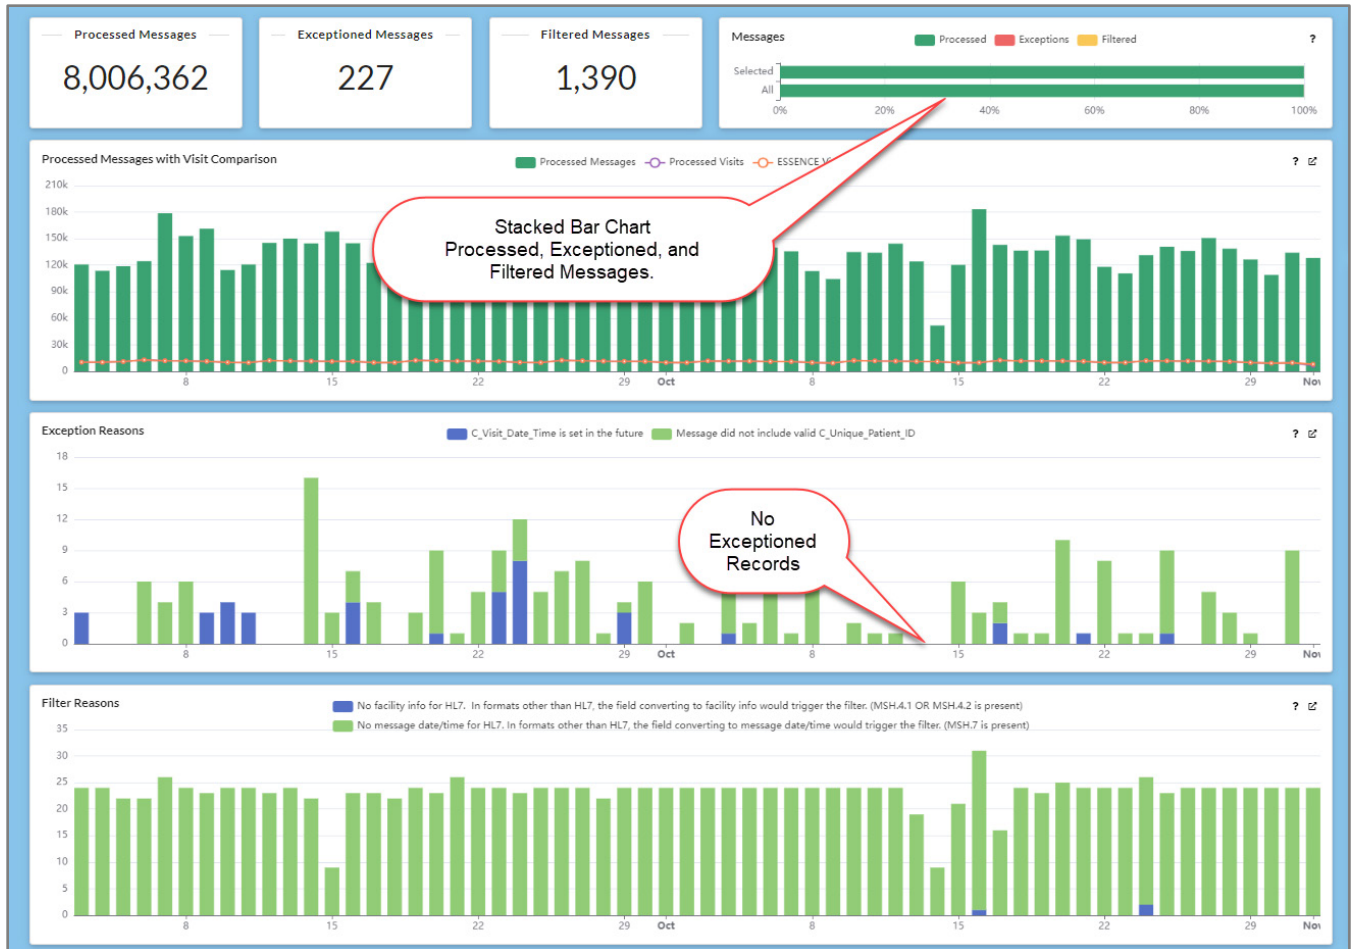 Processed Messages
8,006,362
Exceptioned Messages
227
Filtered Messages
1,390
Messages
Processed Exceptions Filtered
?
Selected
All
0% 20% 40% 60% 80% 100%
Processed Messages with Visit Comparison
Processed Messages Processed Visits ESSENCE
?
210k
180k
150k
120k
90k
60k
30k
0
8 15 22 29 Oct 8 15 22 29 Nov
Stacked Bar Chart
Processed, Exceptioned, and
Filtered Messages.
Exception Reasons
C_Visit_Date_Time is set in the future Message did not include valid C_Unique_Patient_ID
?
18
15
12
9
6
3
0
8 15 22 29 Oct 8 15 22 29 Nov
No
Exceptioned
Records
Filter Reasons
No facility info for HL7. In formats other than HL7, the field converting to facility info would trigger the filter. (MSH.4.1 OR MSH.4.2 is present)
No message date/time for HL7. In formats other than HL7, the field converting to message date/time would trigger the filter. (MSH.7 is present)
?
35
30
25
20
15
10
5
0
8 15 22 29 Oct 8 15 22 29 Nov